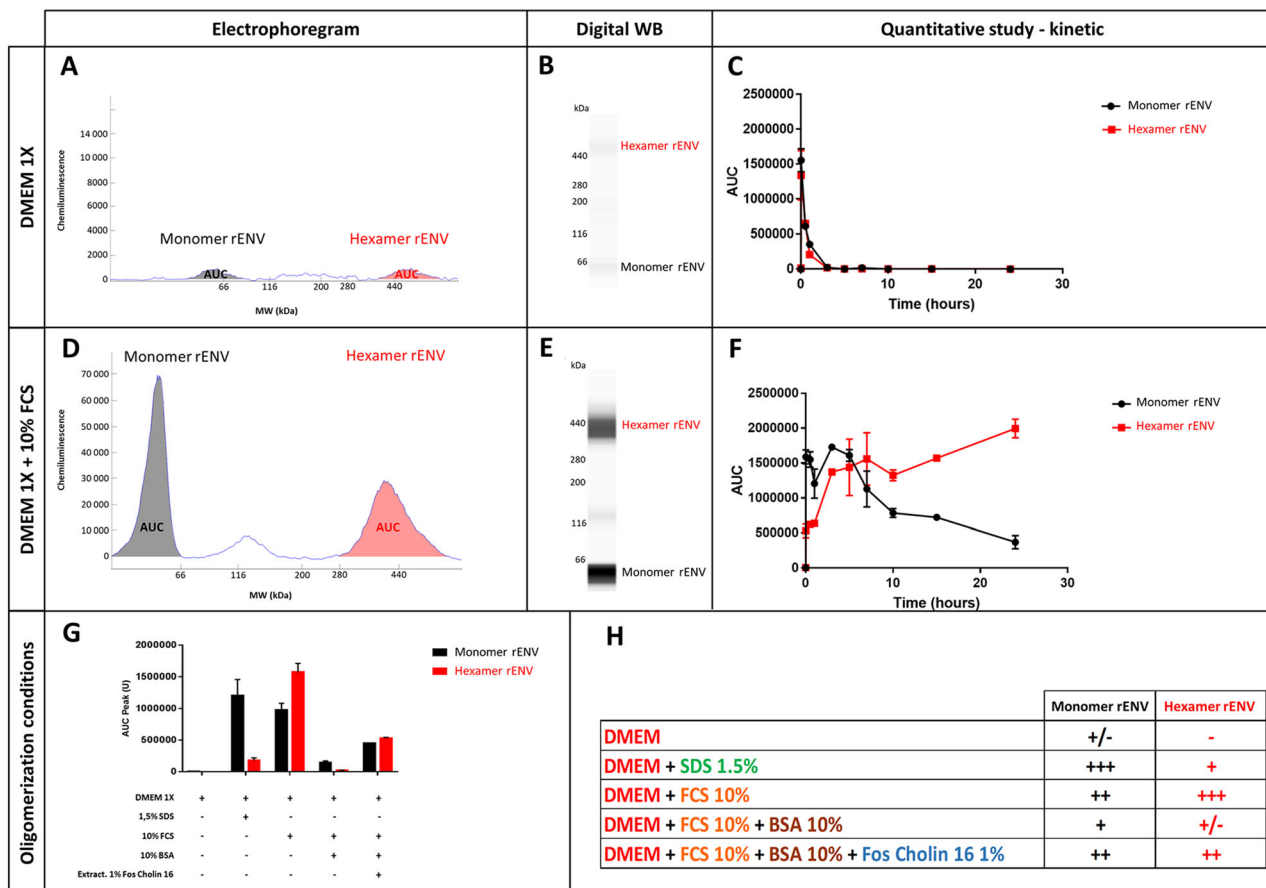 Electrophoregram
Digital WB
Quantitative study - kinetic
DMEM 1X
A
Chemiluminescence
14 000
10 000
8000
6000
4000
2000
0
Monomer rENV
Hexamer rENV
AUC
AUC
66
116
200
280
440
MW (kDa)
B
kDa
440
280
200
116
66
Hexamer rENV
Monomer rENV
C
AUC
2500000
2000000
1500000
1000000
500000
0
0
10
20
30
Time (hours)
Monomer rENV
Hexamer rENV
DMEM 1X + 10% FCS
D
Monomer rENV
Hexamer rENV
Chemiluminescence
70 000
60 000
50 000
40 000
30 000
20 000
10 000
0
AUC
AUC
66
116
200
280
440
MW (kDa)
E
kDa
440
280
200
116
66
Hexamer rENV
Monomer rENV
F
AUC
2500000
2000000
1500000
1000000
500000
0
0
10
20
30
Time (hours)
Monomer rENV
Hexamer rENV
Oligomerization conditions
G
AUC Peak (U)
2000000
1500000
1000000
500000
0
Monomer rENV
Hexamer rENV
DMEM 1X + + + + +
1,5% SDS - + - - -
10% FCS - - + + +
10% BSA - - - + +
Extract. 1% Fos Cholin 16 - - - - +
H
Monomer rENV Hexamer rENV
DMEM +/- -
DMEM + SDS 1.5% +++ +
DMEM + FCS 10% ++ +++
DMEM + FCS 10% + BSA 10% + +/-
DMEM + FCS 10% + BSA 10% + Fos Cholin 16 1% ++ ++